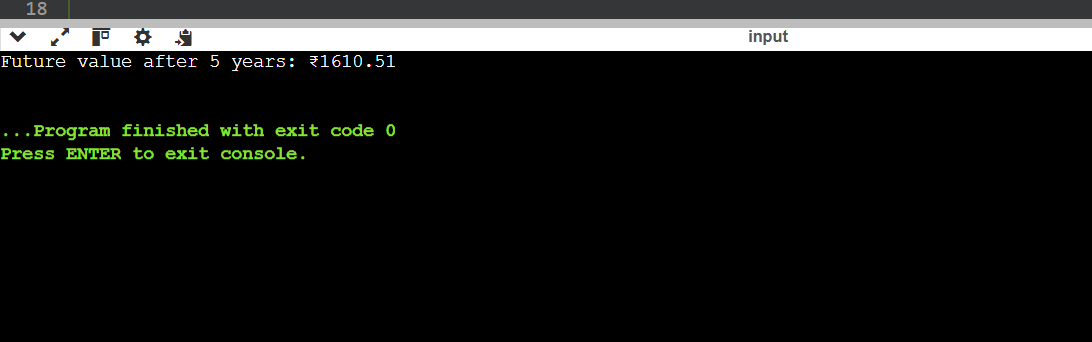 18
input
Future value after 5 years: ₹1610.51
...Program finished with exit code 0
Press ENTER to exit console.